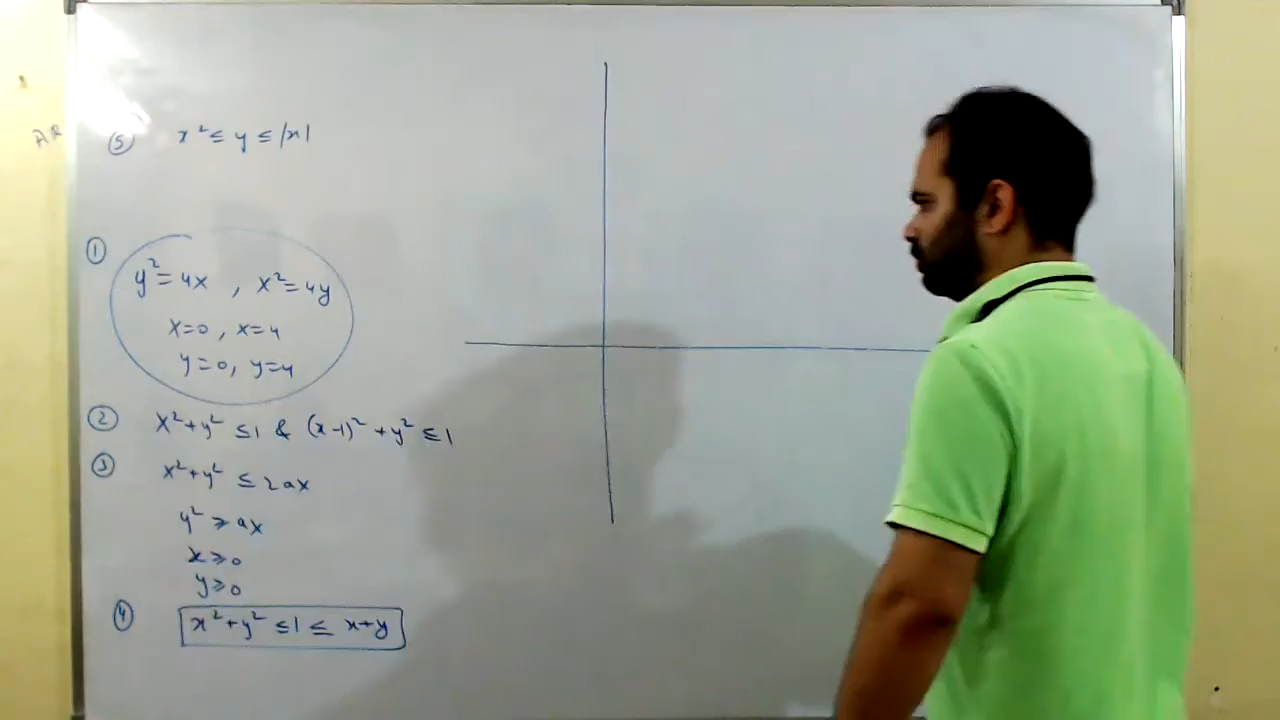 AR
⑤ x² ≤ y ≤ |x|
①
y² = 4x , x² = 4y
x=0 , x=4
y=0, y=4
② x²+y² ≤1 & (x-1)² + y² ≤ 1
③ x²+y² ≤ 2ax
y² ≥ ax
x ≥ 0
y ≥ 0
④ x²+y² ≤1 ≤ x+y